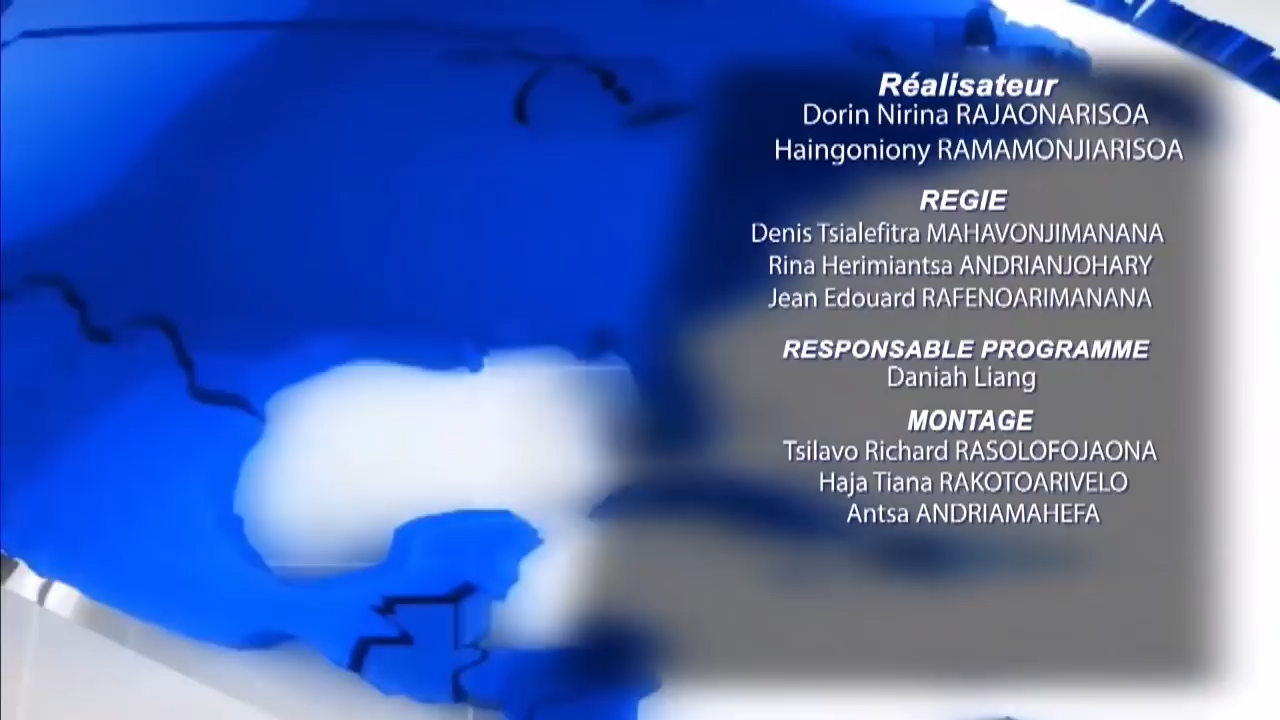 Réalisateur
Dorin Nirina RAJAONARISOA
Haingoniony RAMAMONJIARISOA
REGIE
Denis Tsialefitra MAHAVONJIMANANA
Rina Herimiantsa ANDRIANJOHARY
Jean Edouard RAFENOARIMANANA
RESPONSABLE PROGRAMME
Daniah Liang
MONTAGE
Tsilavo Richard RASOLOFOJAONA
Haja Tiana RAKOTOARIVELO
Antsa ANDRIAMAHEFA